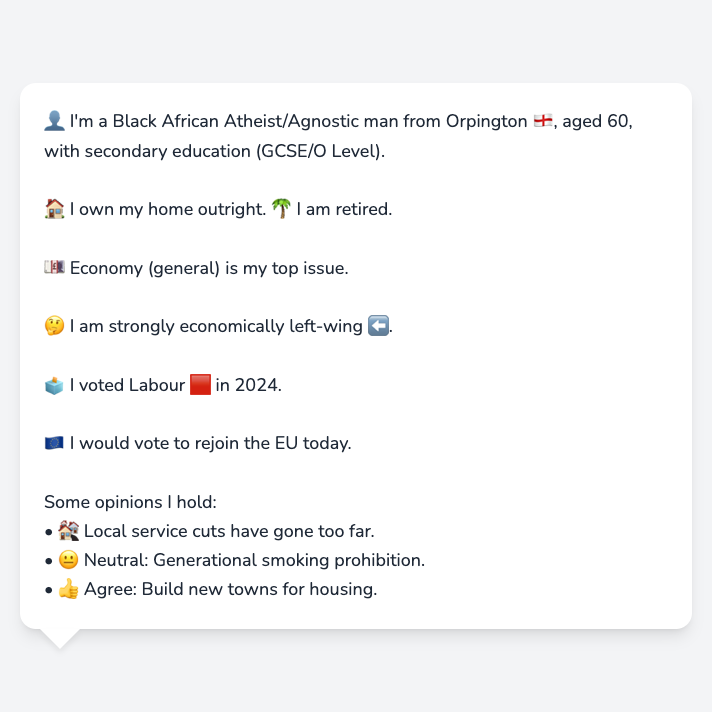 👤 I'm a Black African Atheist/Agnostic man from Orpington 🏴󠁧󠁢󠁥󠁮󠁧󠁿, aged 60,
with secondary education (GCSE/O Level).
🏠 I own my home outright. 🌴 I am retired.
💷 Economy (general) is my top issue.
🤔 I am strongly economically left-wing ⬅️.
🗳️ I voted Labour 🟥 in 2024.
🇪🇺 I would vote to rejoin the EU today.
Some opinions I hold:
• 🏚️ Local service cuts have gone too far.
• 😐 Neutral: Generational smoking prohibition.
• 👍 Agree: Build new towns for housing.